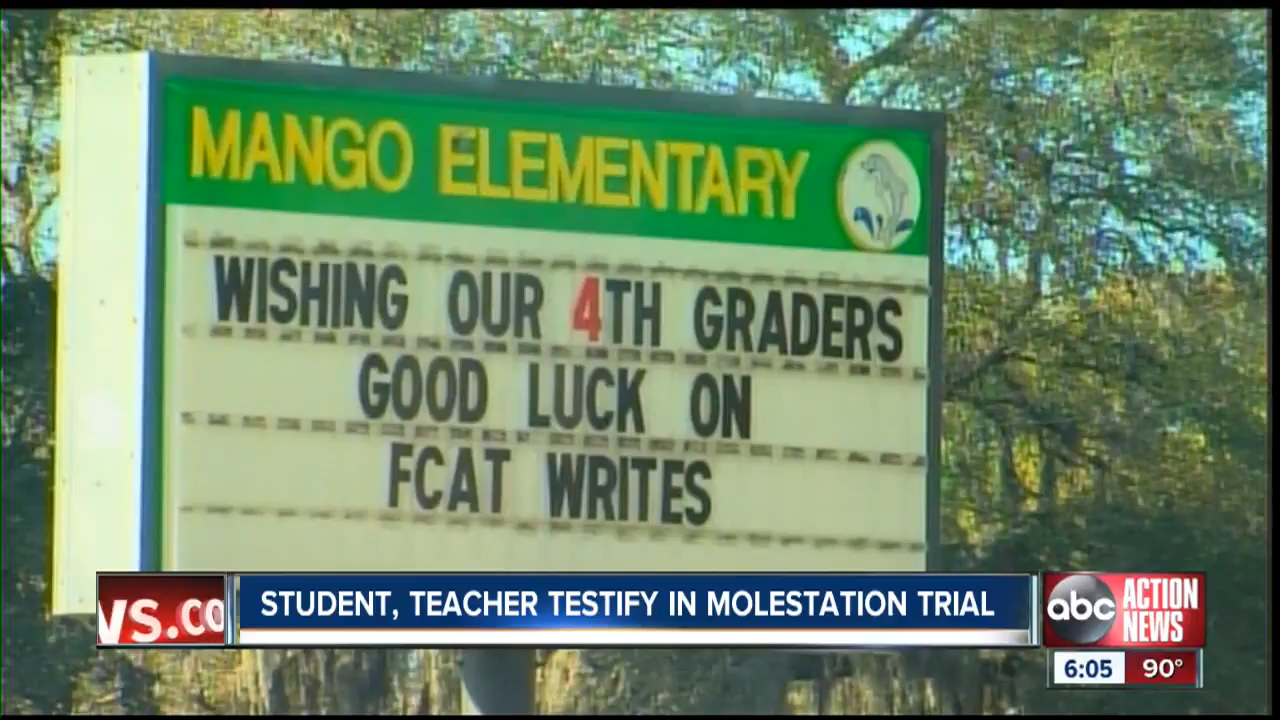 MANGO ELEMENTARY
WISHING OUR 4TH GRADERS
GOOD LUCK ON
FCAT WRITES
VS.CO
STUDENT, TEACHER TESTIFY IN MOLESTATION TRIAL
abc ACTION NEWS
6:05 90°